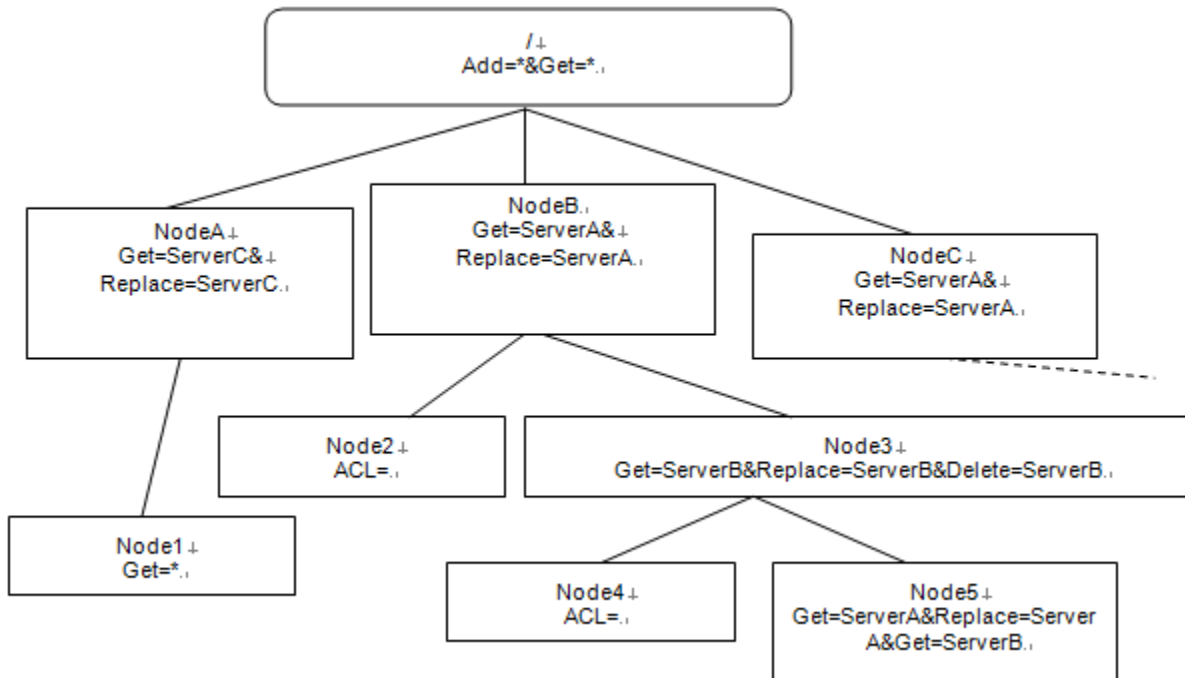 /
Add=*&Get=*.
NodeA
Get=ServerC&
Replace=ServerC.
NodeB.
Get=ServerA&
Replace=ServerA.
NodeC
Get=ServerA&
Replace=ServerA.
Node2
ACL=.
Node3
Get=ServerB&Replace=ServerB&Delete=ServerB.
Node1
Get=*.
Node4
ACL=.
Node5
Get=ServerA&Replace=Server
A&Get=ServerB.